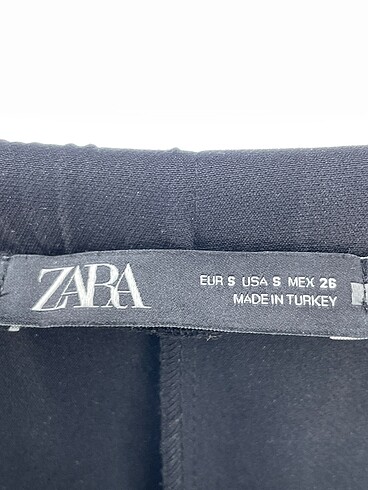 ZARA
EUR S USA S MEX 26
MADE IN TURKEY